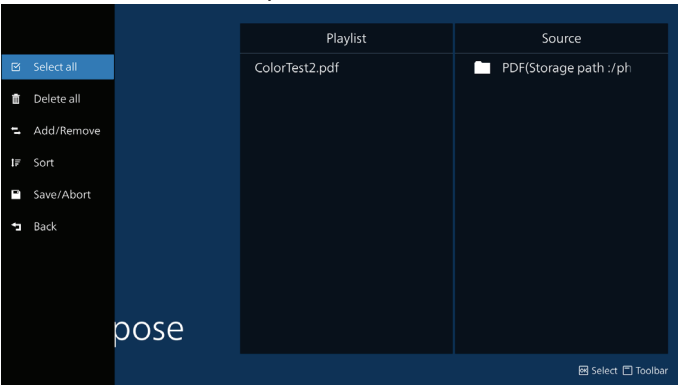 Playlist
Source
Select all
ColorTest2.pdf
PDF(Storage path :/ph
Delete all
Add/Remove
Sort
Save/Abort
Back
pose
OK Select Toolbar